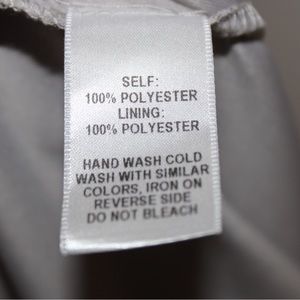 SELF:
100% POLYESTER
LINING:
100% POLYESTER
HAND WASH COLD
WASH WITH SIMILAR
COLORS, IRON ON
REVERSE SIDE
DO NOT BLEACH